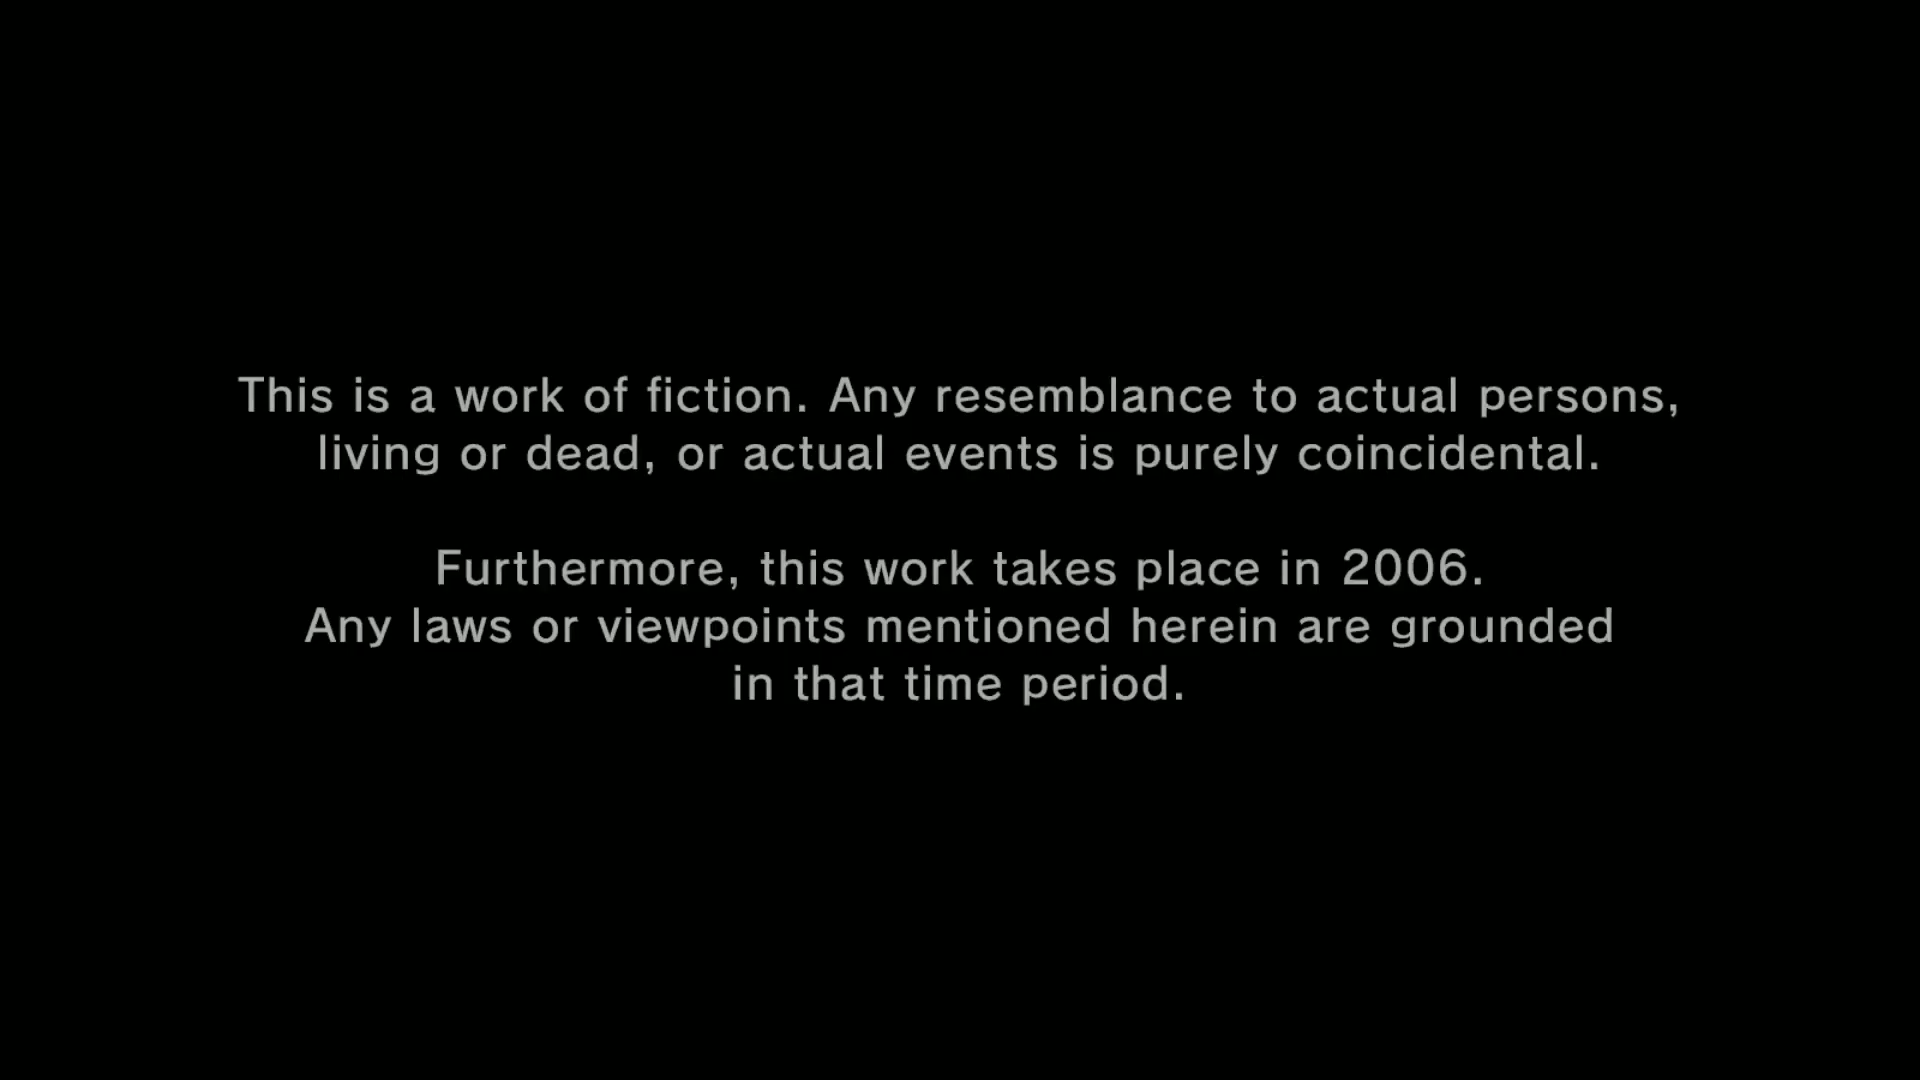 This is a work of fiction. Any resemblance to actual persons,
living or dead, or actual events is purely coincidental.
Furthermore, this work takes place in 2006.
Any laws or viewpoints mentioned herein are grounded
in that time period.